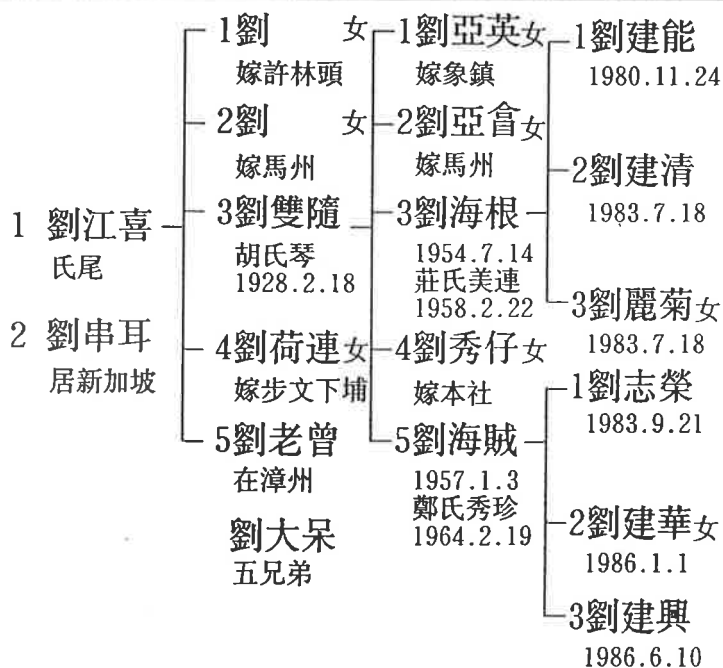 1 劉江喜
氏尾
2 劉串耳
居新加坡
1劉 女
嫁許林頭
2劉 女
嫁馬州
3劉雙隨
胡氏琴
1928.2.18
4劉荷連女
嫁步文下埔
5劉老曾
在漳州
劉大呆
五兄弟
1劉亞英女
嫁象鎮
2劉亞畣女
嫁馬州
3劉海根
1954.7.14
莊氏美連
1958.2.22
4劉秀仔女
嫁本社
5劉海賊
1957.1.3
鄭氏秀珍
1964.2.19
1劉建能
1980.11.24
2劉建清
1983.7.18
3劉麗菊女
1983.7.18
1劉志榮
1983.9.21
2劉建華女
1986.1.1
3劉建興
1986.6.10